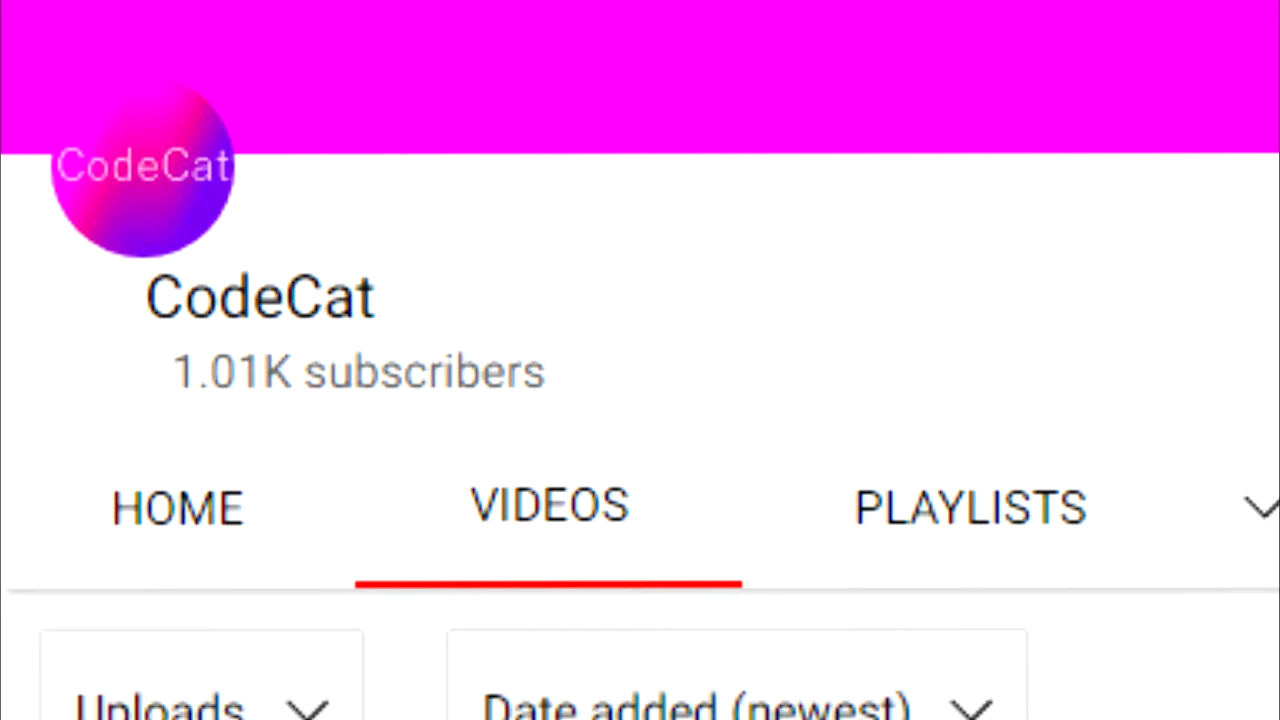 CodeCat
CodeCat
1.01K subscribers
HOME VIDEOS PLAYLISTS
Uploads Date added (newest)